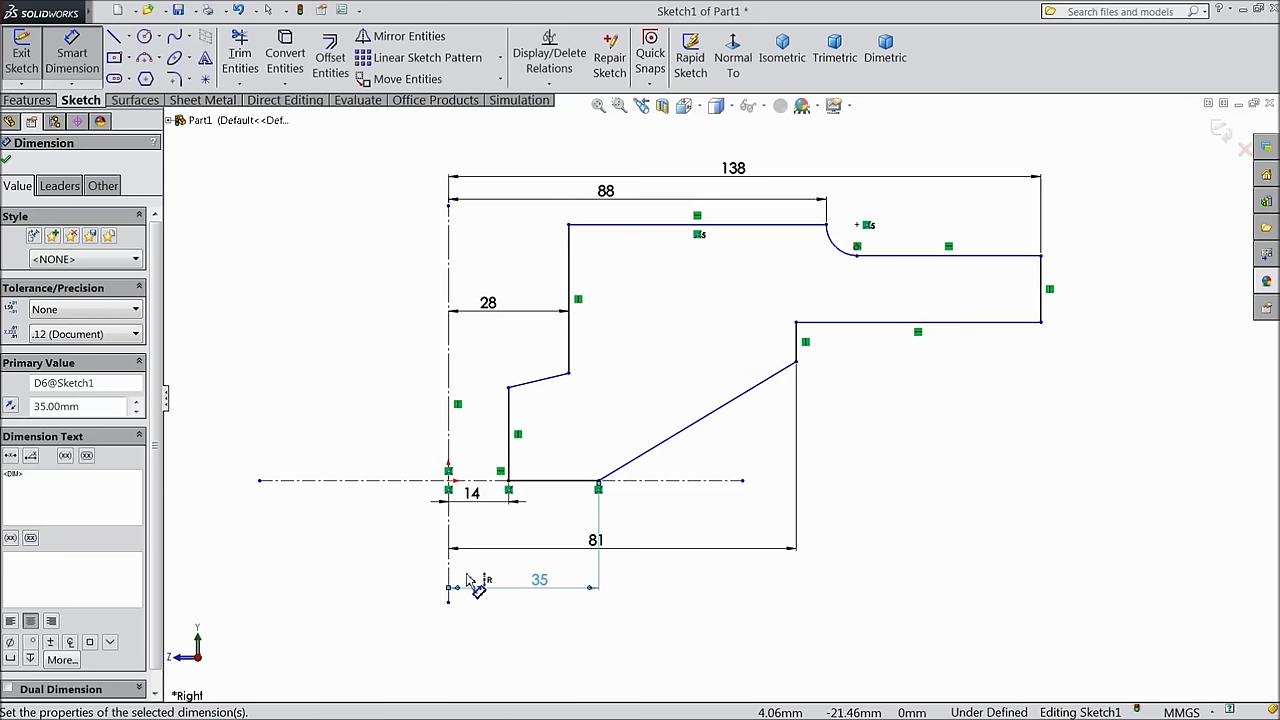 SOLIDWORKS
Sketch1 of Part1 *
Search files and models
Exit Sketch
Smart Dimension
Trim Entities
Convert Entities
Offset Entities
Mirror Entities
Linear Sketch Pattern
Move Entities
Display/Delete Relations
Repair Sketch
Quick Snaps
Rapid Sketch
Normal To
Isometric
Trimetric
Dimetric
Features
Sketch
Surfaces
Sheet Metal
Direct Editing
Evaluate
Office Products
Simulation
Part1 (Default<<Def...
Dimension
?
Value
Leaders
Other
Style
<NONE>
Tolerance/Precision
None
.12 (Document)
Primary Value
D6@Sketch1
35.00mm
Dimension Text
<DIM>
More...
Dual Dimension
138
88
28
14
81
35
R
Y
Z
*Right
Set the properties of the selected dimension(s).
4.06mm
-21.46mm
0mm
Under Defined
Editing Sketch1
MMGS